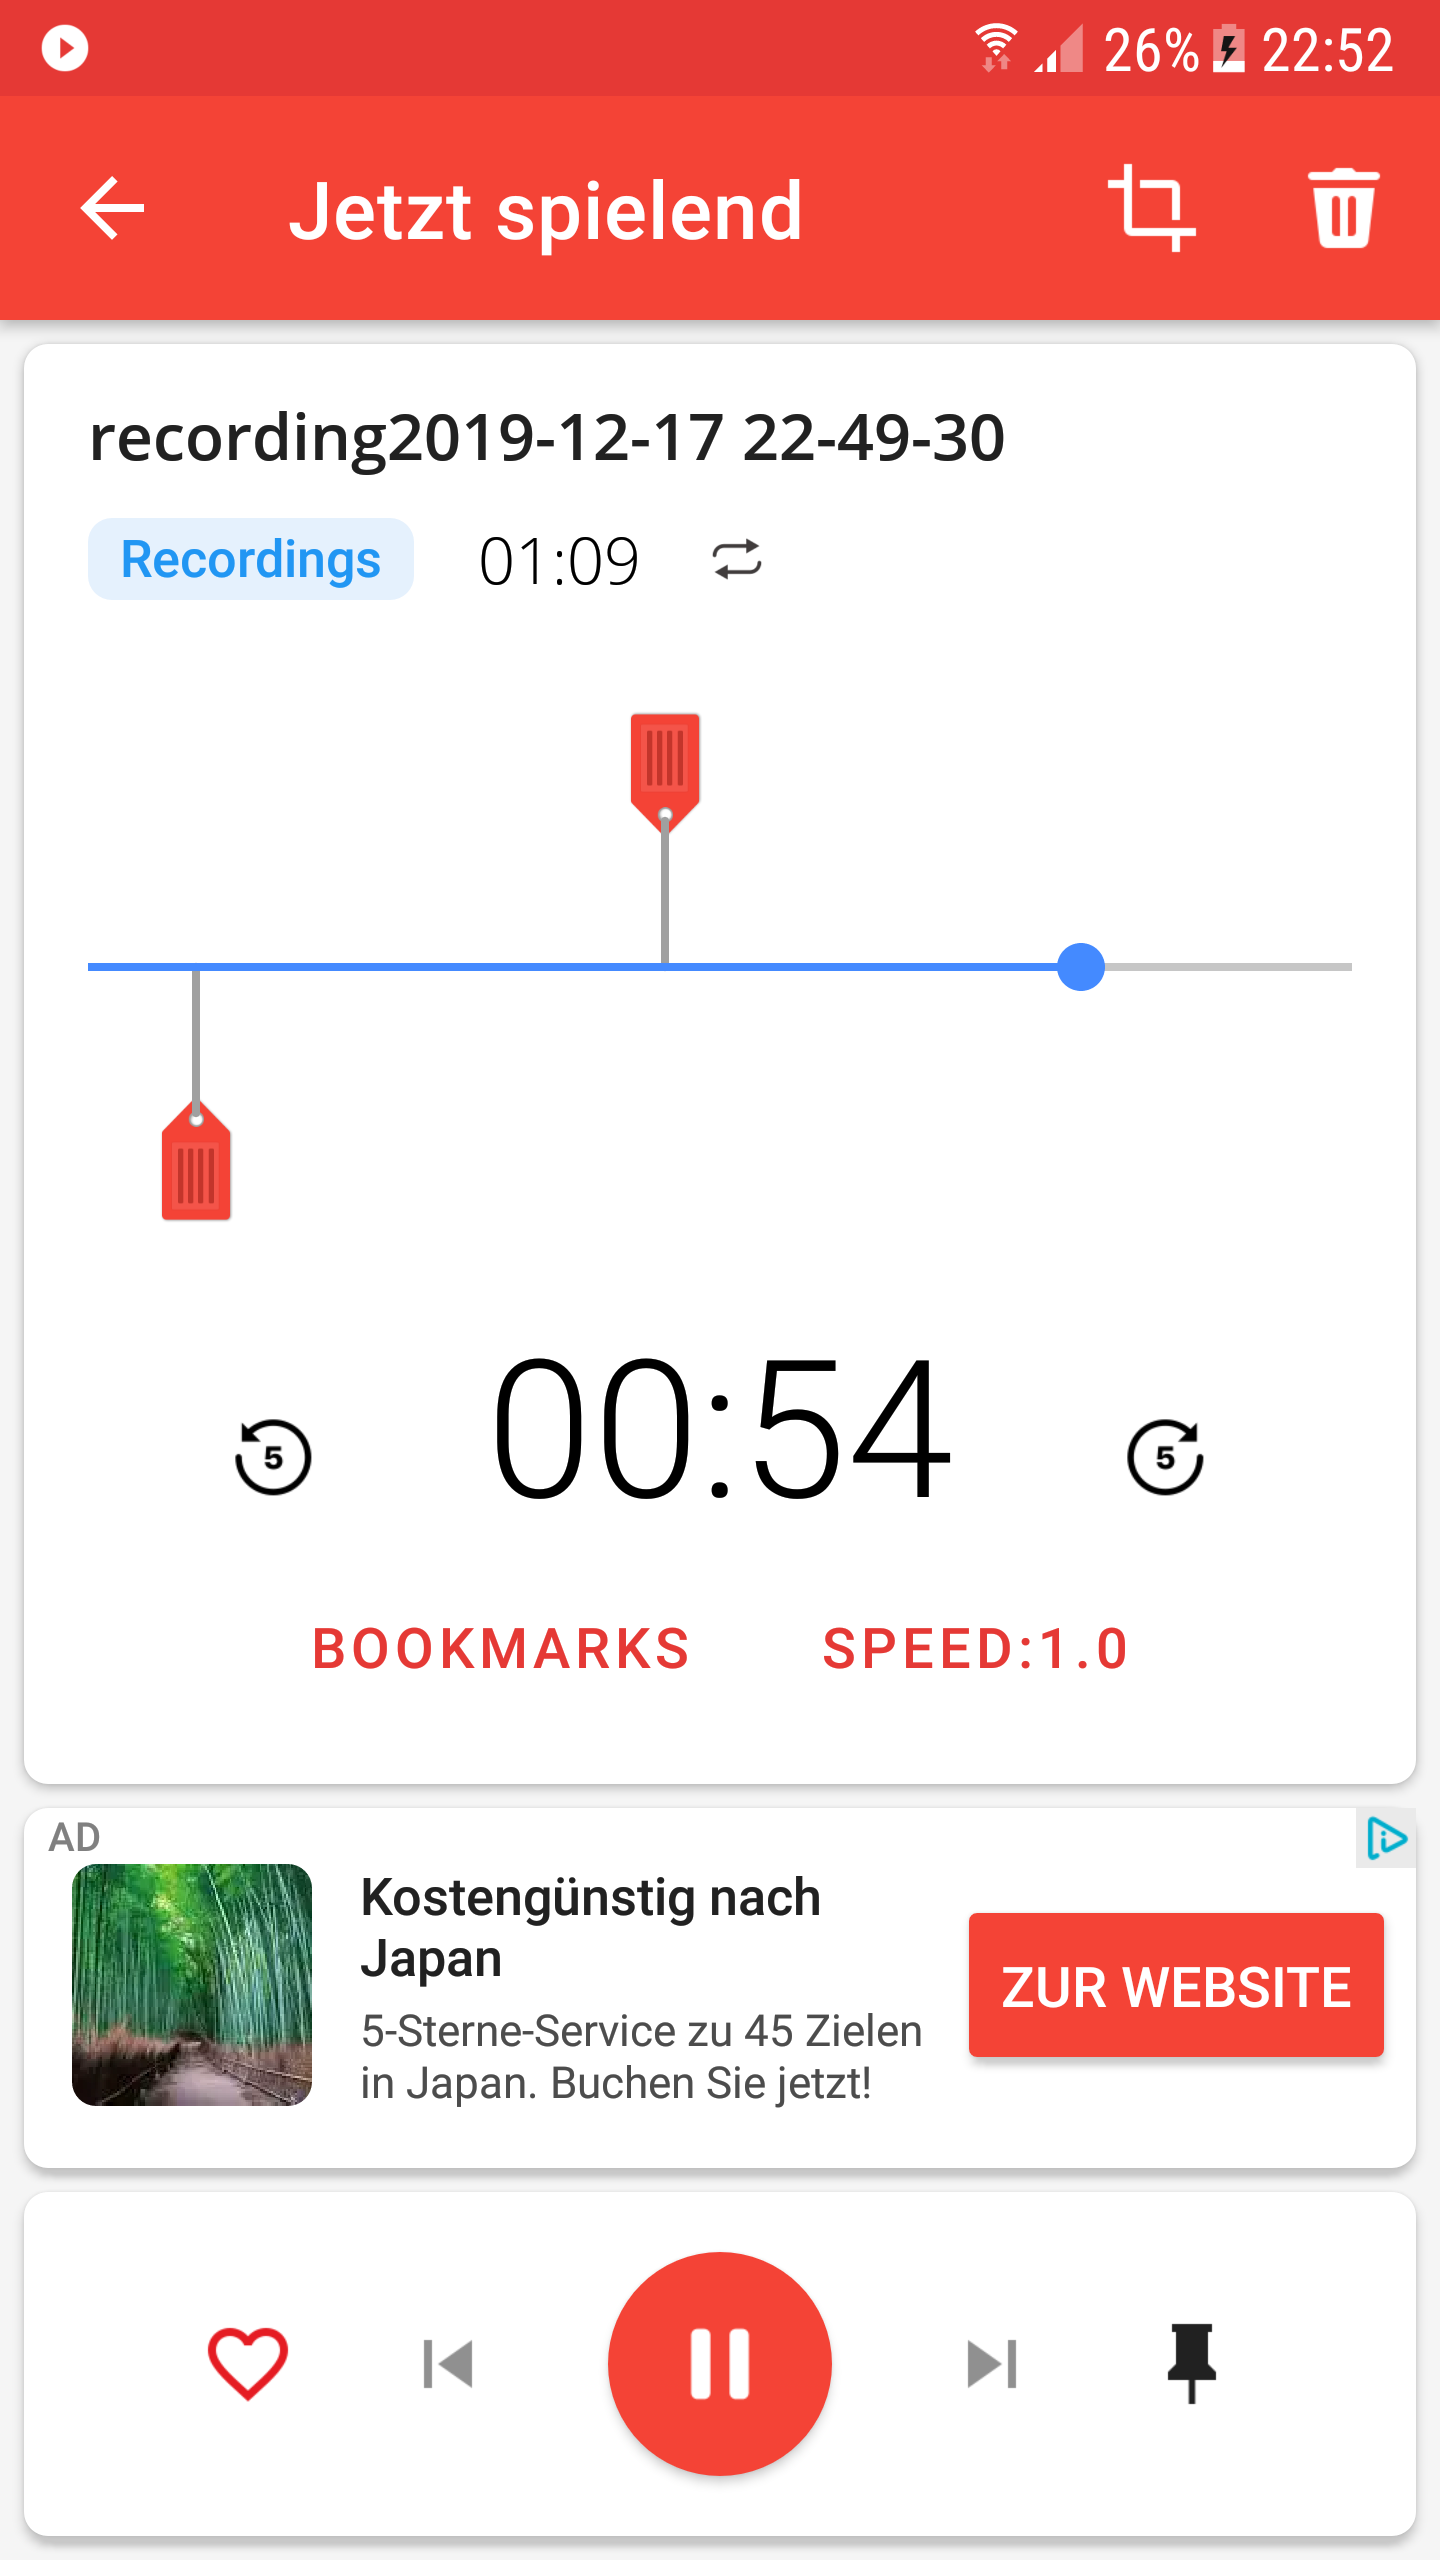 26% 22:52
Jetzt spielend
recording2019-12-17 22-49-30
Recordings 01:09
00:54
5 5
BOOKMARKS SPEED:1.0
AD
Kostengünstig nach
Japan
5-Sterne-Service zu 45 Zielen
in Japan. Buchen Sie jetzt!
ZUR WEBSITE